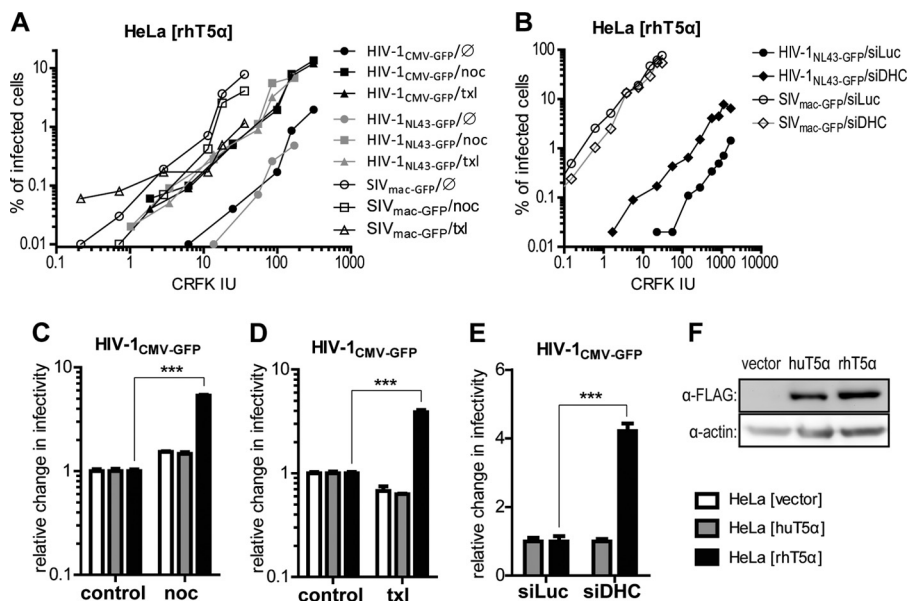 A
HeLa [rhT5α]
% of infected cells
100
10
1
0.1
0.01
0.1
1
10
100
1000
CRFK IU
HIV-1CMV-GFP/∅
HIV-1CMV-GFP/noc
HIV-1CMV-GFP/txl
HIV-1NL43-GFP/∅
HIV-1NL43-GFP/noc
HIV-1NL43-GFP/txl
SIVmac-GFP/∅
SIVmac-GFP/noc
SIVmac-GFP/txl
B
HeLa [rhT5α]
% of infected cells
100
10
1
0.1
0.01
0.1
1
10
100
1000
10000
CRFK IU
HIV-1NL43-GFP/siLuc
HIV-1NL43-GFP/siDHC
SIVmac-GFP/siLuc
SIVmac-GFP/siDHC
C
HIV-1CMV-GFP
relative change in infectivity
10
1
0.1
***
control
noc
D
HIV-1CMV-GFP
relative change in infectivity
10
1
0.1
***
control
txl
E
HIV-1CMV-GFP
relative change in infectivity
6
4
2
0
***
siLuc
siDHC
F
vector huT5α rhT5α
α-FLAG:
α-actin:
HeLa [vector]
HeLa [huT5α]
HeLa [rhT5α]